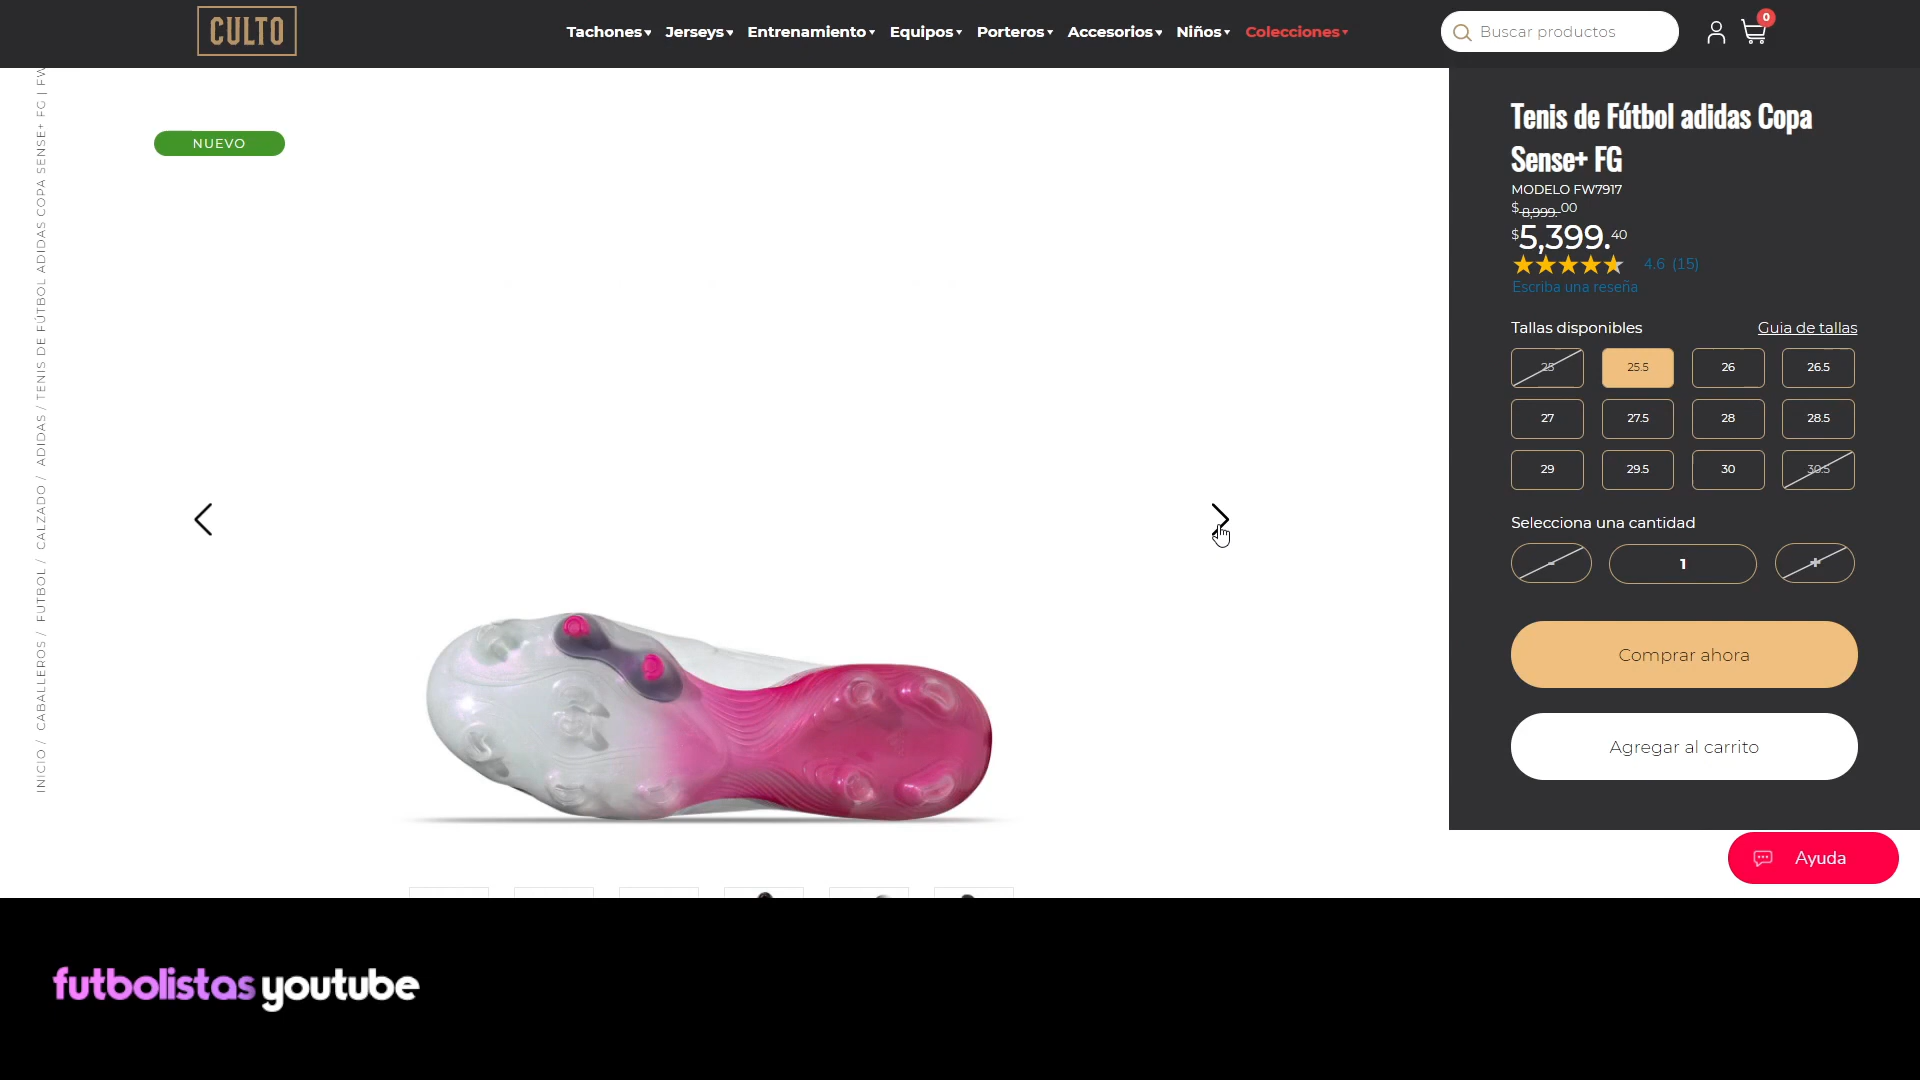 CULTO
Tachones
Jerseys
Entrenamiento
Equipos
Porteros
Accesorios
Niños
Colecciones
Buscar productos
0
INICIO / CABALLEROS / FUTBOL / CALZADO / ADIDAS / TENIS DE FÚTBOL ADIDAS COPA SENSE+ FG | FW
NUEVO
Tenis de Fútbol adidas Copa
Sense+ FG
MODELO FW7917
$8,999.00
$5,399.40
4.6 (15)
Escriba una reseña
Tallas disponibles
Guia de tallas
25 25.5 26 26.5
27 27.5 28 28.5
29 29.5 30 30.5
Selecciona una cantidad
- 1 +
Comprar ahora
Agregar al carrito
Ayuda
futbolistas youtube